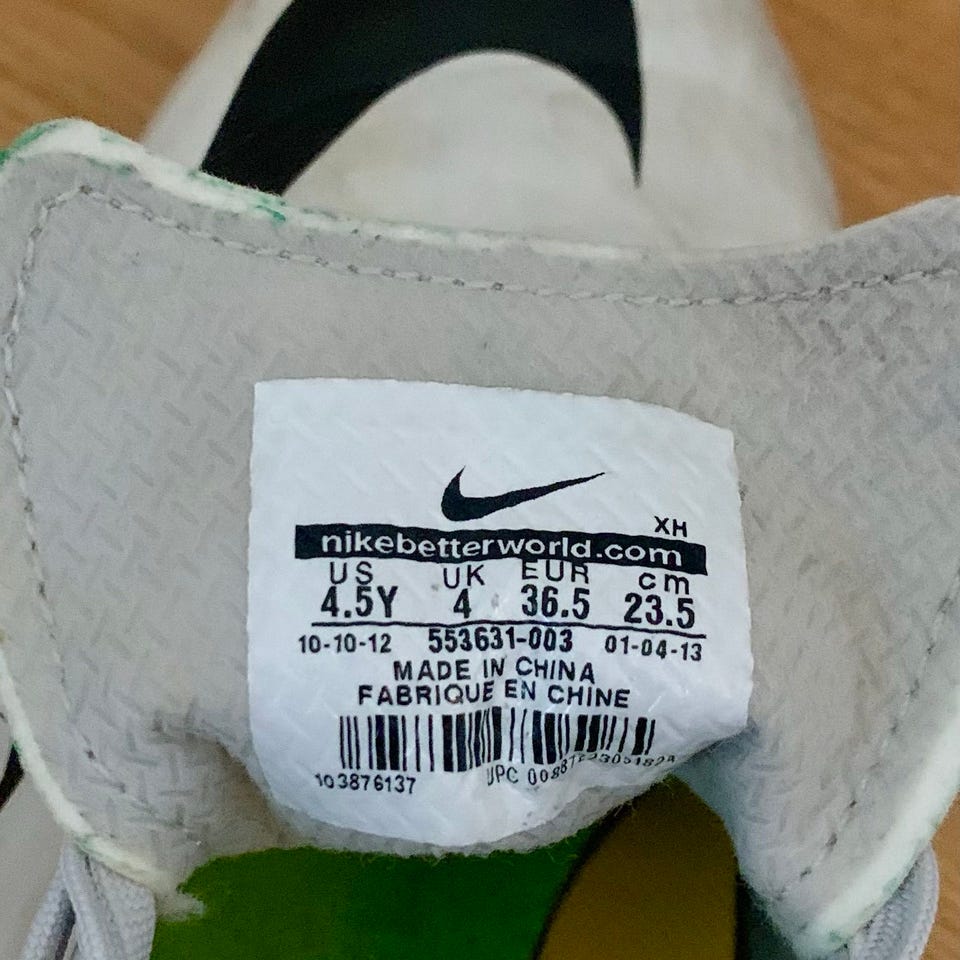 XH
nikebetterworld.com
US UK EUR cm
4.5Y 4 36.5 23.5
10-10-12 553631-003 01-04-13
MADE IN CHINA
FABRIQUE EN CHINE
103876137 UPC